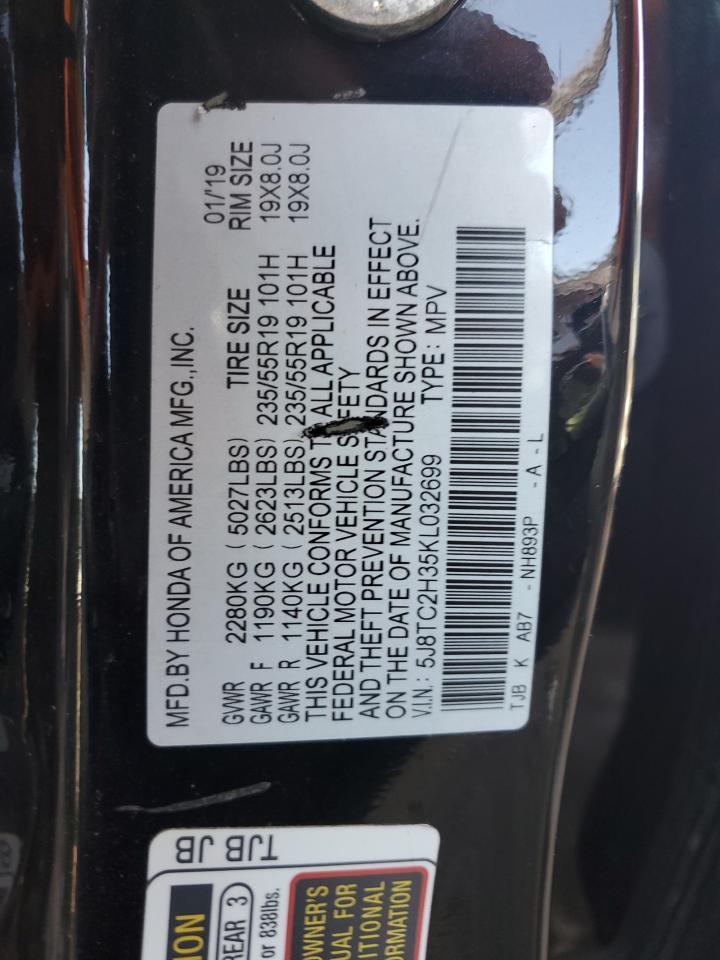 MFD. BY HONDA OF AMERICA MFG., INC.
01/'19
GVWR 2280KG ( 5027LBS) TIRE SIZE RIM SIZE
GAWR F 1190KG ( 2623LBS) 235/55R19 101H 19X8.0J
GAWR R 1140KG ( 2513LBS) 235/55R19 101H 19X8.0J
THIS VEHICLE CONFORMS ALL APPLICABLE
FEDERAL MOTOR VEHICLE SAFETY
AND THEFT PREVENTION STANDARDS IN EFFECT
ON THE DATE OF MANUFACTURE SHOWN ABOVE.
V.I.N.: 5J8TC2H35KL032699 TYPE: MPV
TJB K AB7 - NH893P - A - L
TJB
JB
ION
REAR 3
or 838lbs.
OWNER'S
UAL FOR
ITIONAL
ORMATION